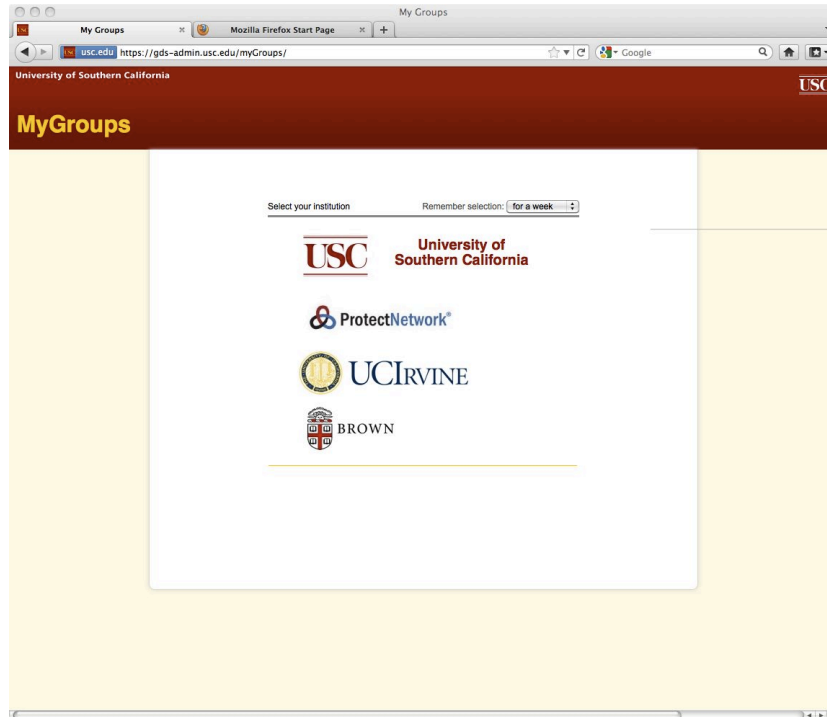 My Groups
My Groups
Mozilla Firefox Start Page
usc.edu https://gds-admin.usc.edu/myGroups/
Google
University of Southern California
USC
MyGroups
Select your institution
Remember selection: for a week
USC
University of
Southern California
ProtectNetwork®
UCIRVINE
BROWN